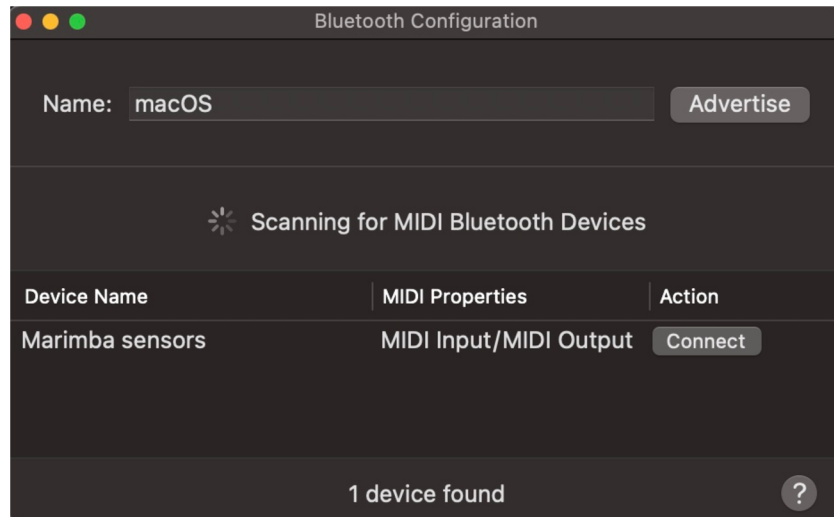 Bluetooth Configuration
Name: macOS Advertise
Scanning for MIDI Bluetooth Devices
Device Name MIDI Properties Action
Marimba sensors MIDI Input/MIDI Output Connect
1 device found ?